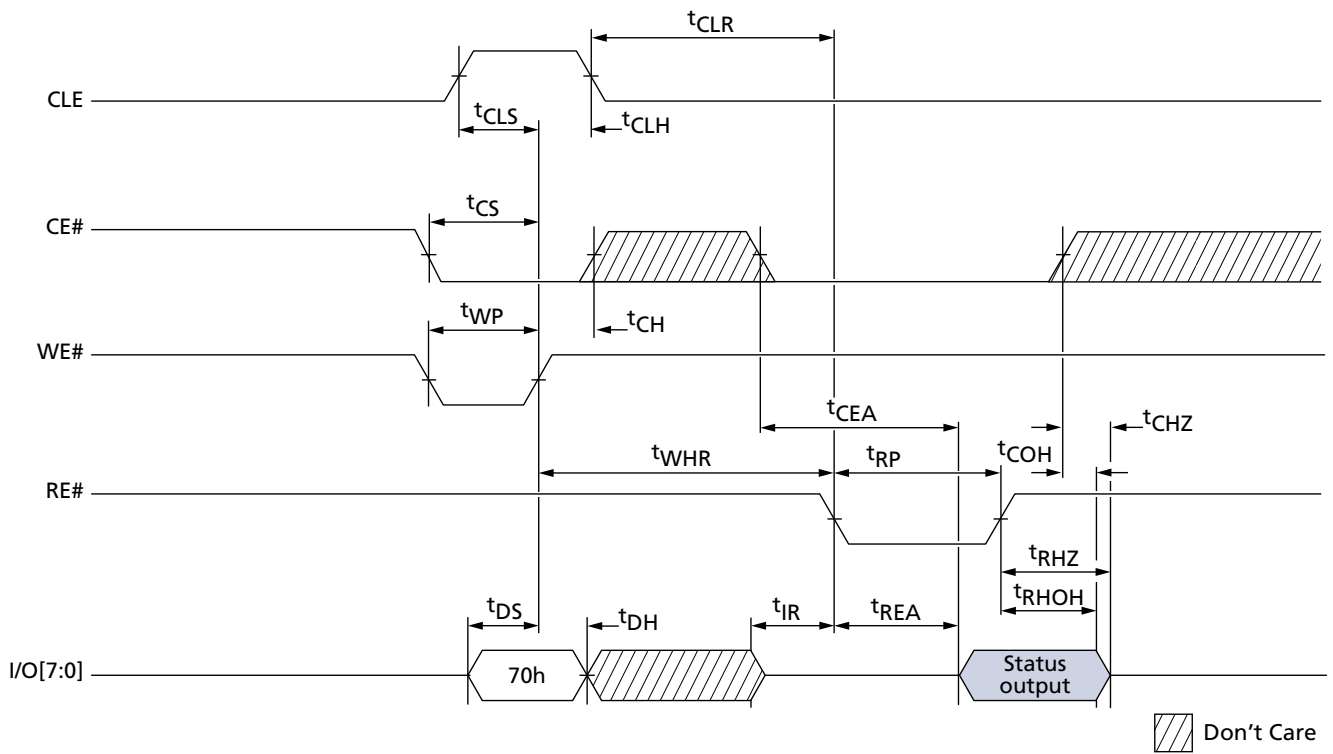 tCLR
CLE
tCLS
tCLH
tCS
CE#
tWP
tCH
WE#
tCEA
tCHZ
tWHR
tRP
tCOH
RE#
tRHZ
tDS
tDH
tIR
tREA
tRHOH
I/O[7:0]
70h
Status
output
Don't Care